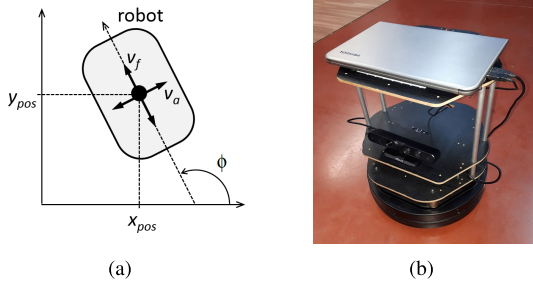 robot
v_f
v_a
y_pos
ϕ
x_pos
(a)
(b)